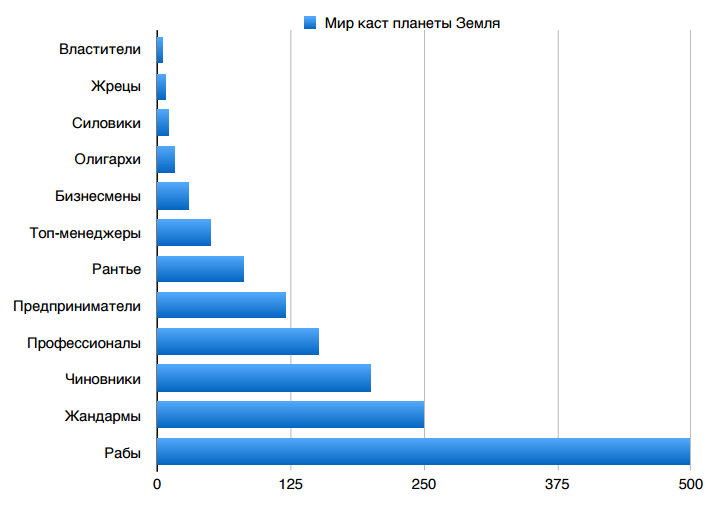 Мир каст планеты Земля
Властители
Жрецы
Силовики
Олигархи
Бизнесмены
Топ-менеджеры
Рантье
Предприниматели
Профессионалы
Чиновники
Жандармы
Рабы
0 125 250 375 500